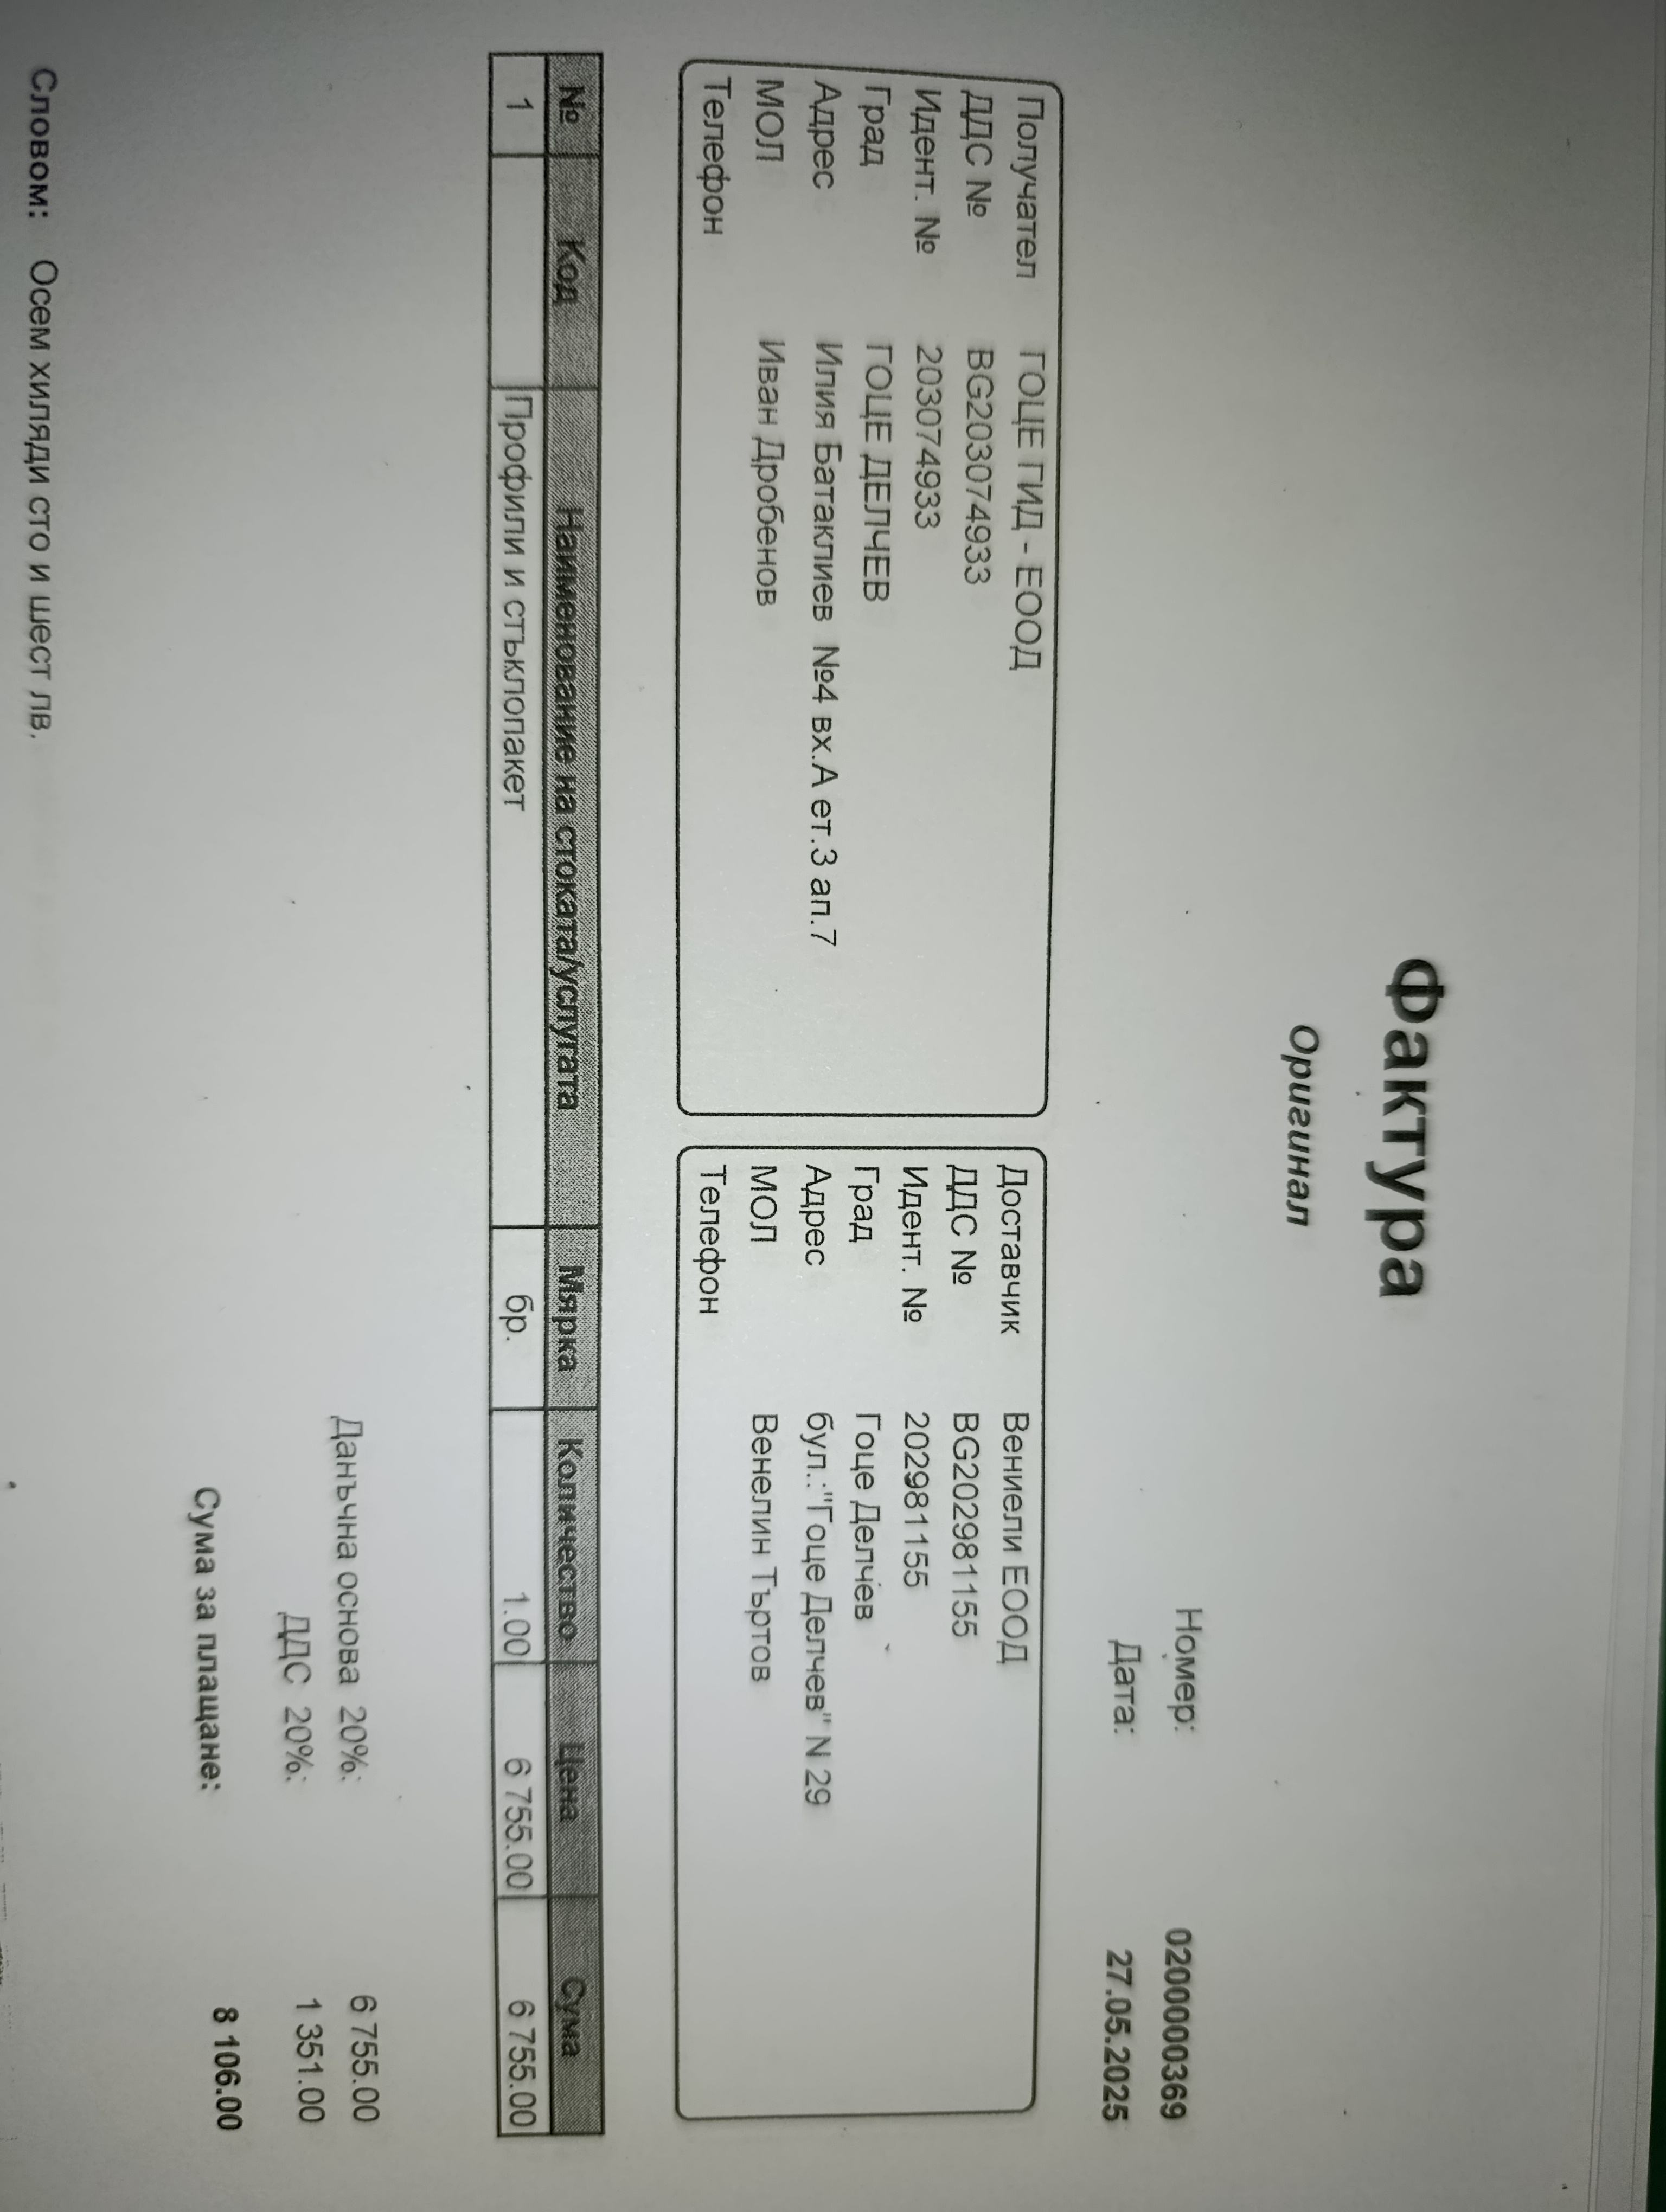 Фактура
Оригинал
Номер: 0200000369
Дата: 27.05.2025
Получател ГОЦЕ ГИД - ЕООД
ДДС № BG203074933
Идент. № 203074933
Град ГОЦЕ ДЕЛЧЕВ
Адрес Илия Батаклиев №4 вх.А ет.3 ап.7
МОЛ Иван Дробенов
Телефон
Доставчик Вениели ЕООД
ДДС № BG202981155
Идент. № 202981155
Град Гоце Делчев
Адрес бул.:"Гоце Делчев" N 29
МОЛ Венелин Търтов
Телефон
№ Код Наименование на стоката/услугата Мярка Количество Цена Сума
1 Профили и стъклопакет бр. 1.00 6 755.00 6 755.00
Данъчна основа 20%: 6 755.00
ДДС 20%: 1 351.00
Сума за плащане: 8 106.00
Словом: Осем хиляди сто и шест лв.